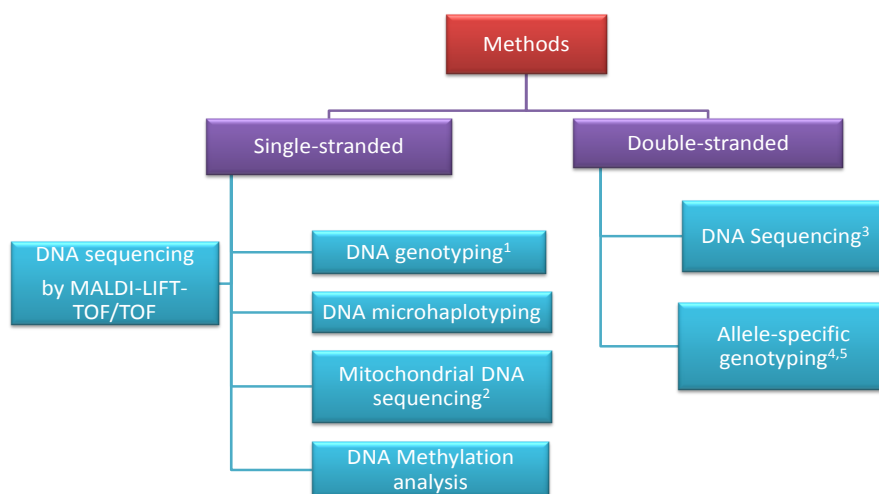 Methods
Single-stranded
Double-stranded
DNA sequencing
by MALDI-LIFT-
TOF/TOF
DNA genotyping¹
DNA microhaplotyping
Mitochondrial DNA
sequencing²
DNA Methylation
analysis
DNA Sequencing³
Allele-specific
genotyping⁴,⁵